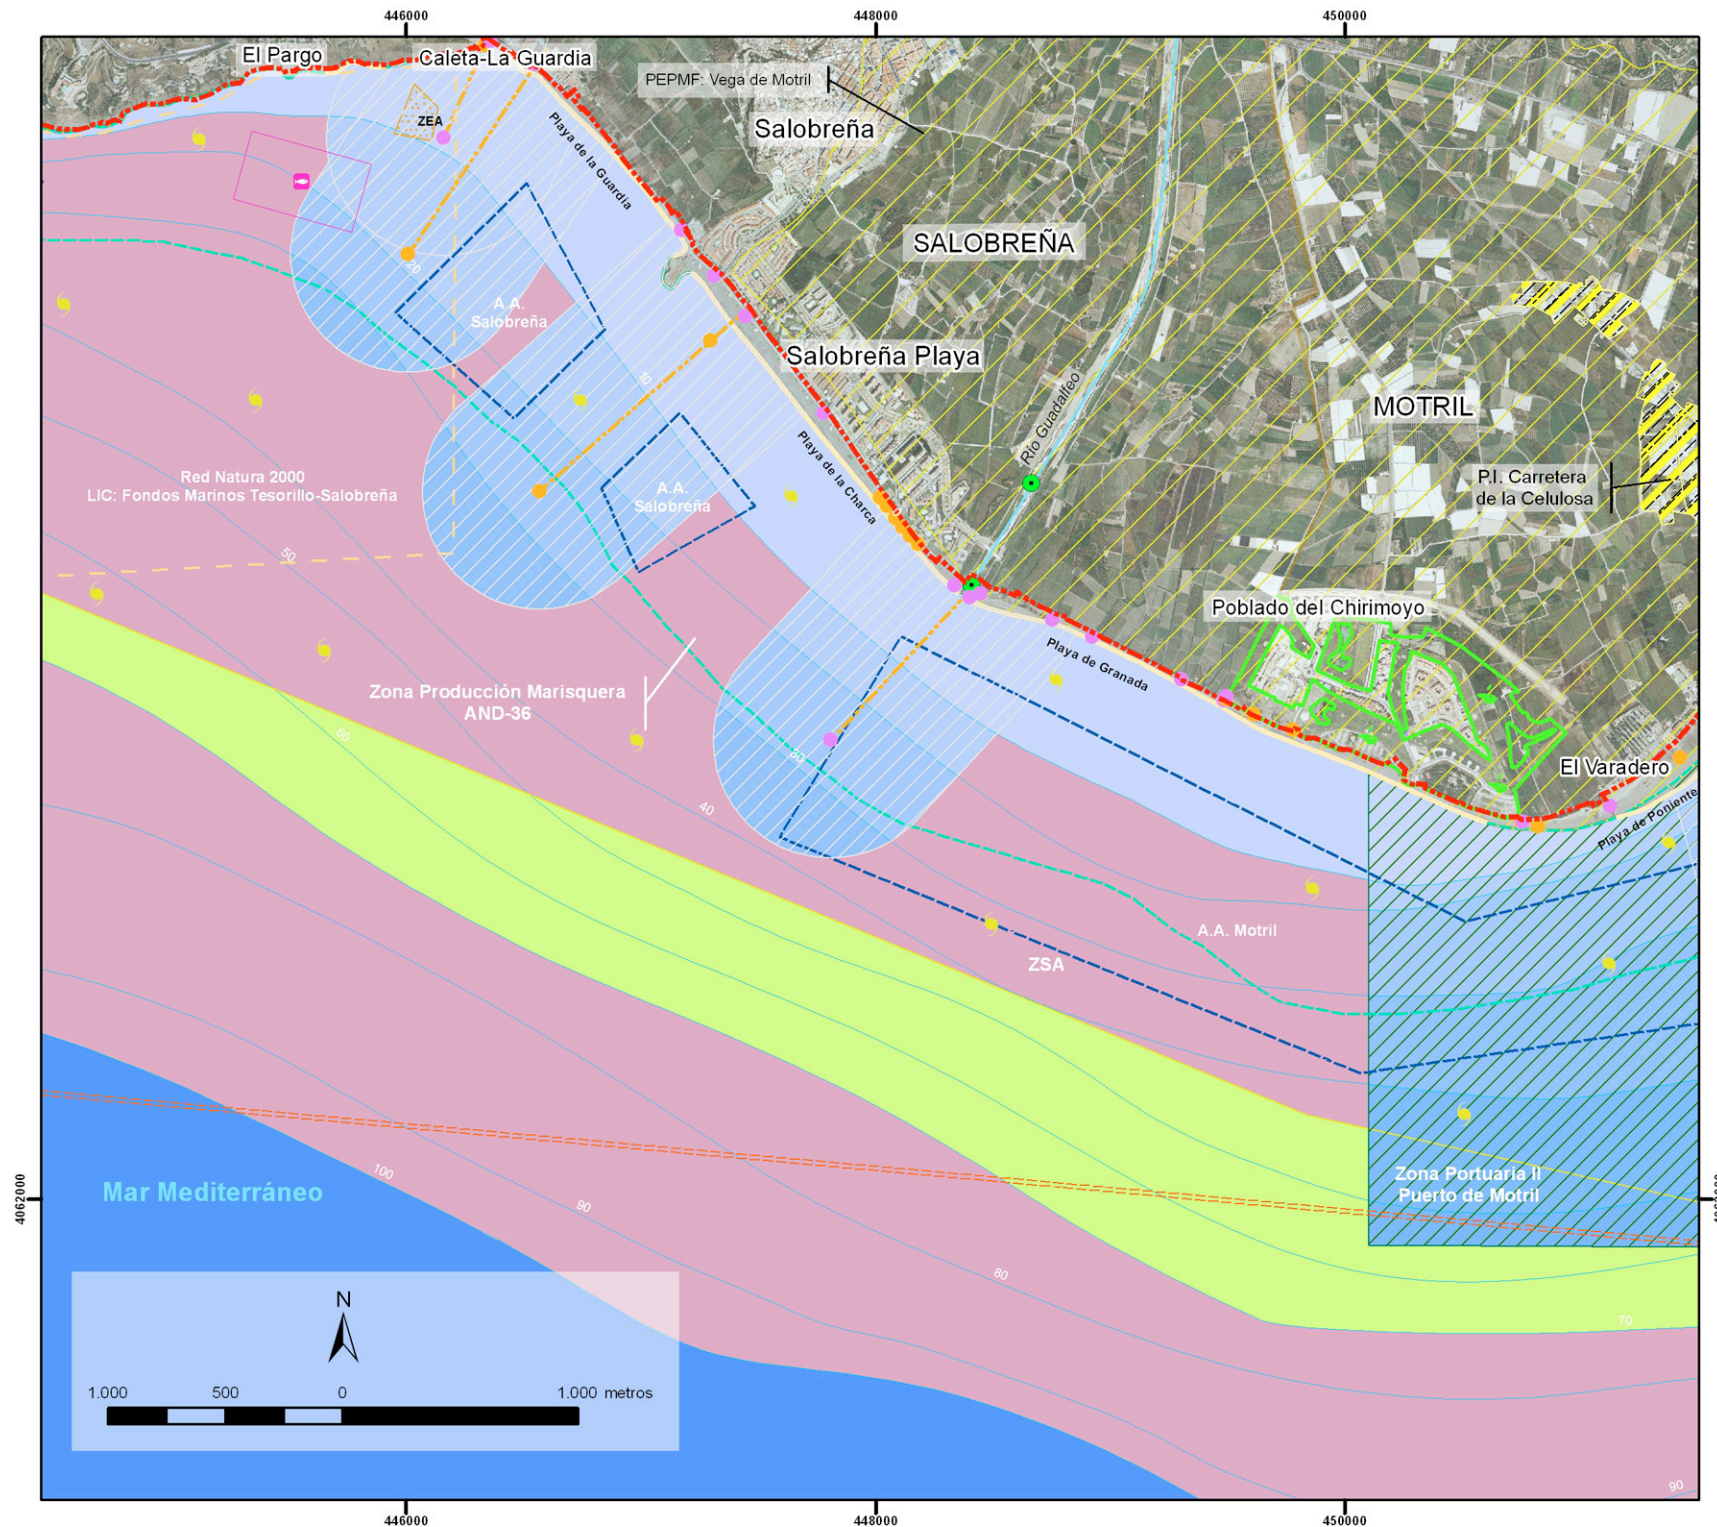 446000
448000
450000
El Pargo
Caleta-La Guardia
PEPMF: Vega de Motril
ZEA
Salobreña
Playa de la Guardia
SALOBREÑA
20
A.A.
Salobreña
Salobreña Playa
10
Río Guadalfeo
MOTRIL
Playa de la Charca
Red Natura 2000
LIC: Fondos Marinos Tesorillo-Salobreña
A.A.
Salobreña
P.I. Carretera
de la Celulosa
50
Poblado del Chirimoyo
Playa de Granada
Zona Producción Marisquera
AND-36
60
30
El Varadero
40
Playa de Poniente
A.A. Motril
ZSA
Zona Portuaria II
Puerto de Motril
100
Mar Mediterráneo
4062000
90
80
N
70
1.000
500
0
1.000 metros
90
446000
448000
450000